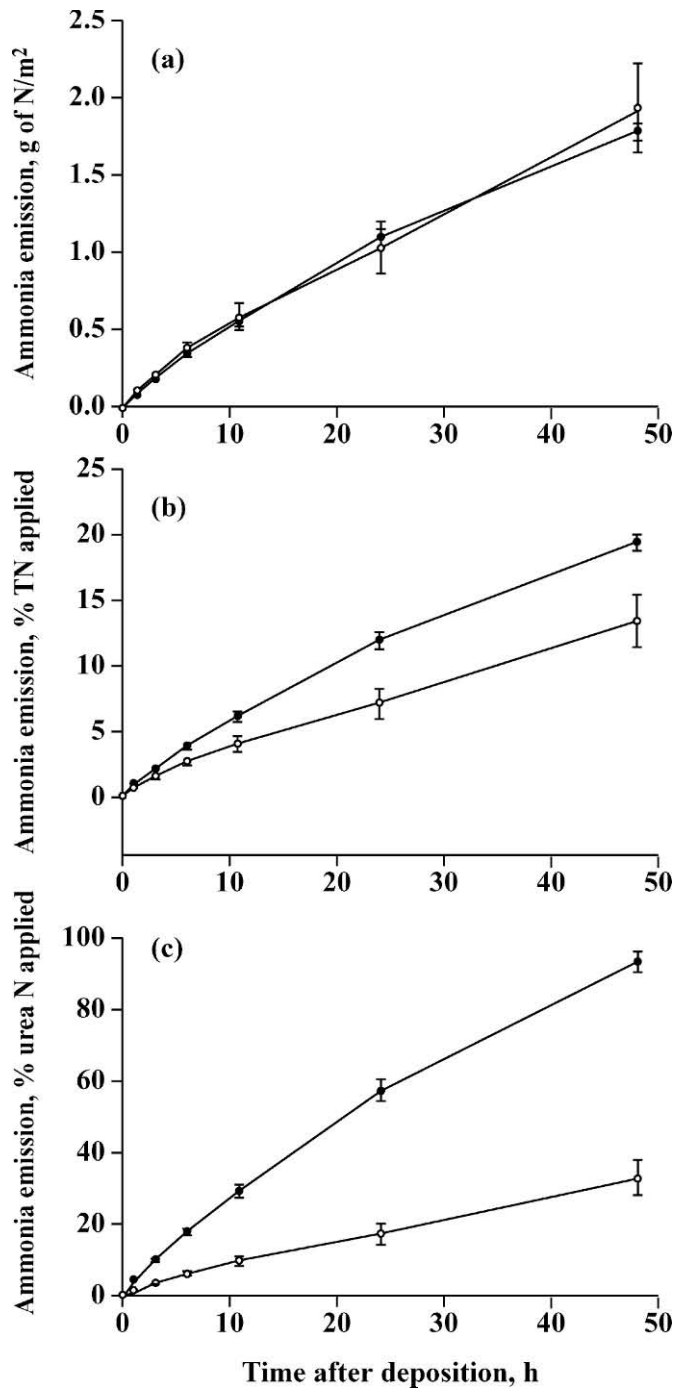 Ammonia emission, g of N/m²
(a)
2.5
2.0
1.5
1.0
0.5
0.0
0 10 20 30 40 50
Ammonia emission, % TN applied
(b)
25
20
15
10
5
0
0 10 20 30 40 50
Ammonia emission, % urea N applied
(c)
100
80
60
40
20
0
0 10 20 30 40 50
Time after deposition, h